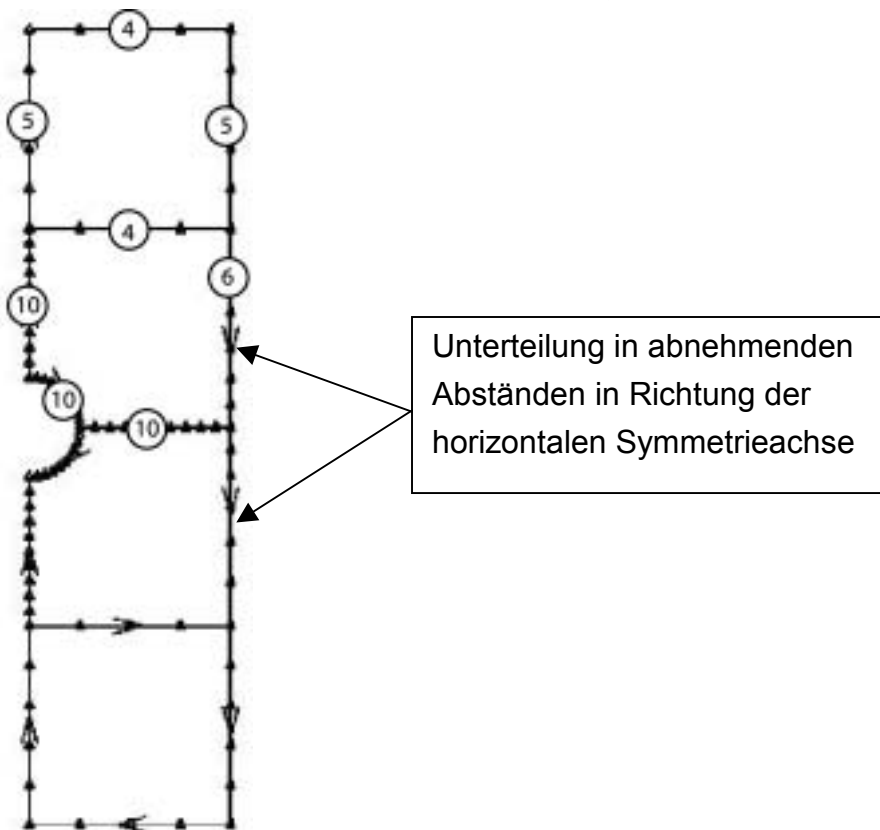 4
5
5
4
6
10
10
10
Unterteilung in abnehmenden
Abständen in Richtung der
horizontalen Symmetrieachse